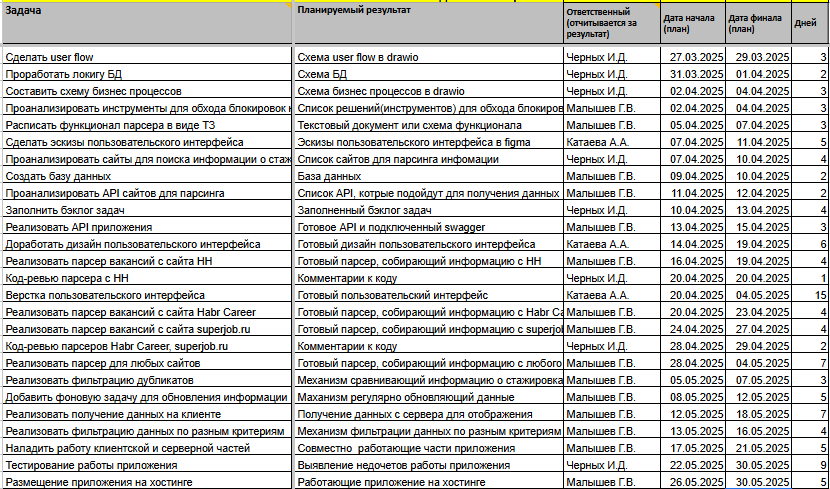 Задача Планируемый результат Ответственный (отчитывается за результат) Дата начала (план) Дата финала (план) Дней
Сделать user flow Схема user flow в drawio Черных И.Д. 27.03.2025 29.03.2025 3
Проработать локигу БД Схема БД Черных И.Д. 31.03.2025 01.04.2025 2
Составить схему бизнес процессов Схема бизнес процессов в drawio Черных И.Д. 02.04.2025 04.04.2025 3
Проанализировать инструменты для обхода блокировок Список решений(инструментов) для обхода блокиров Малышев Г.В. 02.04.2025 04.04.2025 3
Расписать функционал парсера в виде ТЗ Текстовый документ или схема функционала Малышев Г.В. 05.04.2025 07.04.2025 3
Сделать эскизы пользовательского интерфейса Эскизы пользовательского интерфейса в figma Катаева А.А. 07.04.2025 11.04.2025 5
Проанализировать сайты для поиска информации о стаж Список сайтов для парсинга инфомации Черных И.Д. 07.04.2025 10.04.2025 4
Создать базу данных База данных Малышев Г.В. 09.04.2025 10.04.2025 2
Проанализировать API сайтов для парсинга Список API, котрые подойдут для получения данных Малышев Г.В. 11.04.2025 12.04.2025 2
Заполнить бэклог задач Заполненный бэклог задач Черных И.Д. 10.04.2025 13.04.2025 4
Реализовать API приложения Готовое API и подключенный swagger Малышев Г.В. 13.04.2025 15.04.2025 3
Доработать дизайн пользовательского интерфейса Готовый дизайн пользовательского интерфейса Катаева А.А. 14.04.2025 19.04.2025 6
Реализовать парсер вакансий с сайта HH Готовый парсер, собирающий информацию с HH Малышев Г.В. 16.04.2025 19.04.2025 4
Код-ревью парсера с HH Комментарии к коду Черных И.Д. 20.04.2025 20.04.2025 1
Верстка пользовательского интерфейса Готовый пользовательский интерфейс Катаева А.А. 20.04.2025 04.05.2025 15
Реализовать парсер вакансий с сайта Habr Career Готовый парсер, собирающий информацию с Habr Ca Малышев Г.В. 20.04.2025 23.04.2025 4
Реализовать парсер вакансий с сайта superjob.ru Готовый парсер, собирающий информацию с superjo Малышев Г.В. 24.04.2025 27.04.2025 4
Код-ревью парсеров Habr Career, superjob.ru Комментарии к коду Черных И.Д. 28.04.2025 29.04.2025 2
Реализовать парсер для любых сайтов Готовый парсер, собирающий информацию с любого Малышев Г.В. 28.04.2025 04.05.2025 7
Реализовать фильтрацию дубликатов Механизм сравнивающий информацию о стажировка Малышев Г.В. 05.05.2025 07.05.2025 3
Добавить фоновую задачу для обновления информации Маханизм регулярно обновляющий данные Малышев Г.В. 08.05.2025 12.05.2025 5
Реализовать получение данных на клиенте Получение данных с сервера для отображения Малышев Г.В. 12.05.2025 18.05.2025 7
Реализовать фильтрацию данных по разным критериям Механизм фильтрации данных по разным критериям Малышев Г.В. 13.05.2025 16.05.2025 4
Наладить работу клиентской и серверной частей Совместно работающие части приложения Малышев Г.В. 17.05.2025 21.05.2025 5
Тестирование работы приложения Выявление недочетов работы приложения Черных И.Д. 22.05.2025 30.05.2025 9
Размещение приложения на хостинге Работающие приложение на хостинге Малышев Г.В. 26.05.2025 30.05.2025 5